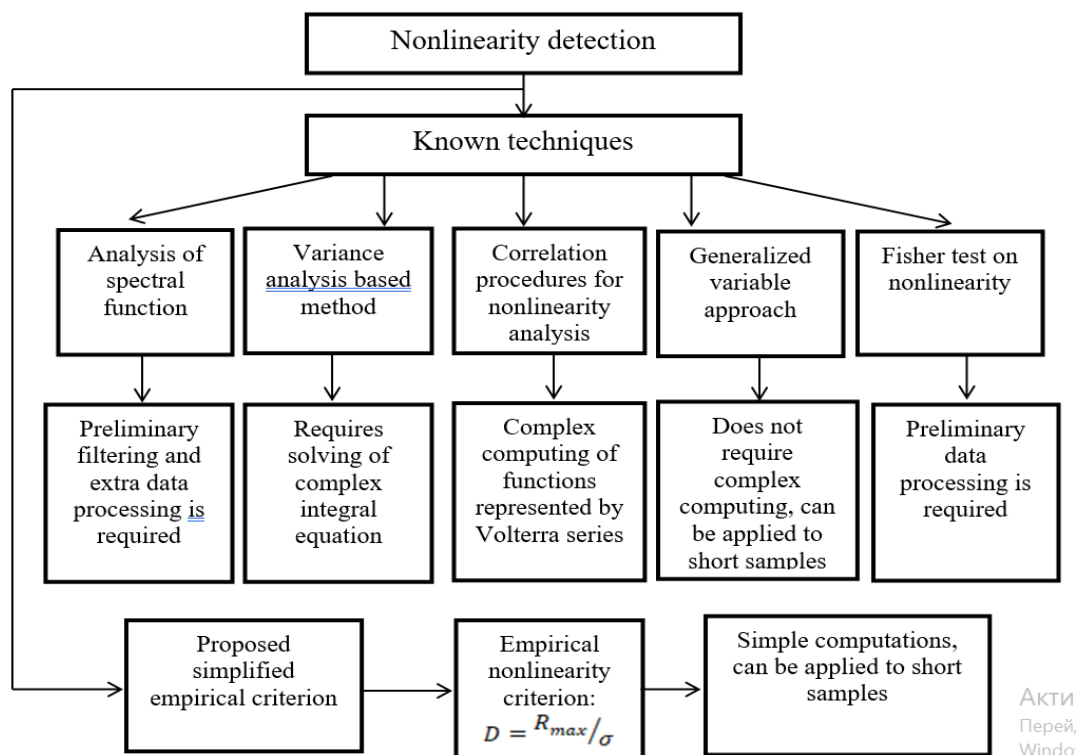 Nonlinearity detection
Known techniques
Analysis of
spectral
function
Variance
analysis based
method
Correlation
procedures for
nonlinearity
analysis
Generalized
variable
approach
Fisher test on
nonlinearity
Preliminary
filtering and
extra data
processing is
required
Requires
solving of
complex
integral
equation
Complex
computing of
functions
represented by
Volterra series
Does not
require
complex
computing, can
be applied to
short samples
Preliminary
data
processing is
required
Proposed
simplified
empirical criterion
Empirical
nonlinearity
criterion:
D = R_max/σ
Simple computations,
can be applied to short
samples
Акти